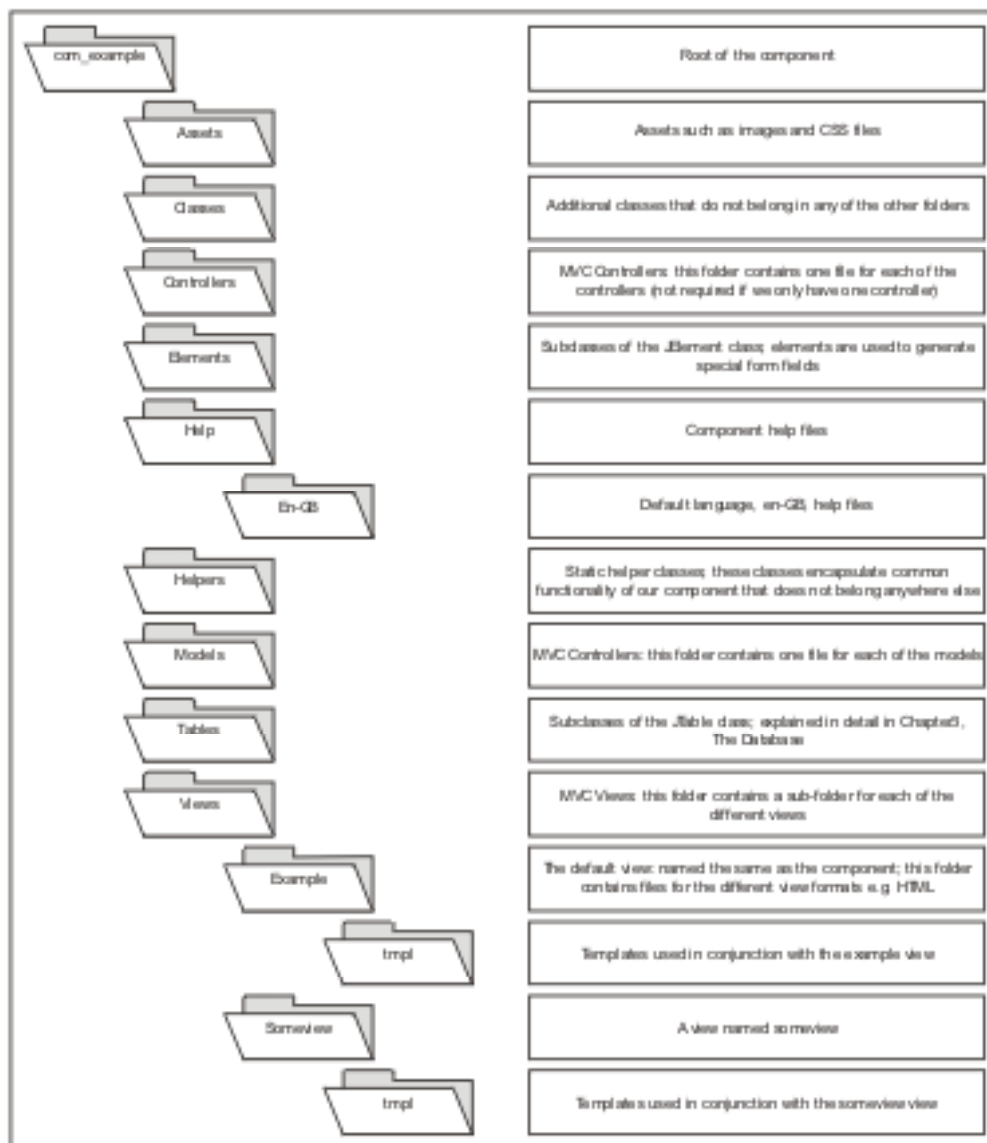 com_example
Root of the component
Assets
Assets such as images and CSS files
Classes
Additional classes that do not belong in any of the other folders
Controllers
MVC Controllers: this folder contains one file for each of the
controllers (not required if we only have one controller)
Elements
Subclasses of the JElement class; elements are used to generate
special form fields
Help
Component help files
En-GB
Default language, en-GB, help files
Helpers
Static helper classes; these classes encapsulate common
functionality of our component that does not belong anywhere else
Models
MVC Controllers: this folder contains one file for each of the models
Tables
Subclasses of the JTable class; explained in detail in Chapter3,
The Database
Views
MVC Views: this folder contains a sub-folder for each of the
different views
Example
The default view: named the same as the component; this folder
contains files for the different view formats e.g. HTML
tmpl
Templates used in conjunction with the example view
Someview
A view named someview
tmpl
Templates used in conjunction with the someview view